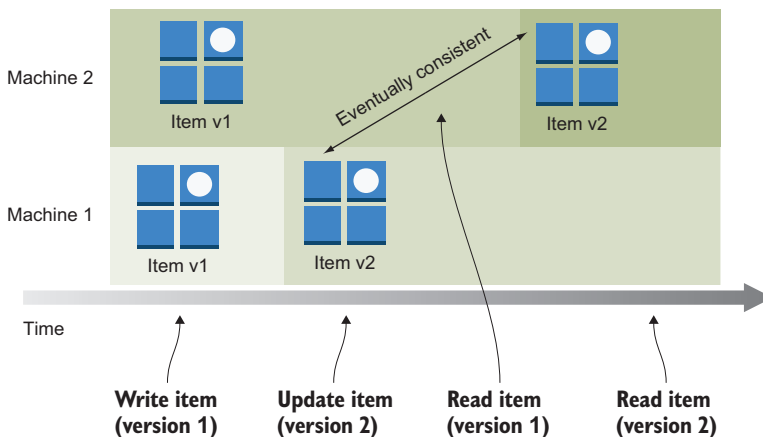 Machine 2
Item v1
Eventually consistent
Item v2
Machine 1
Item v1
Item v2
Time
Write item
(version 1)
Update item
(version 2)
Read item
(version 1)
Read item
(version 2)